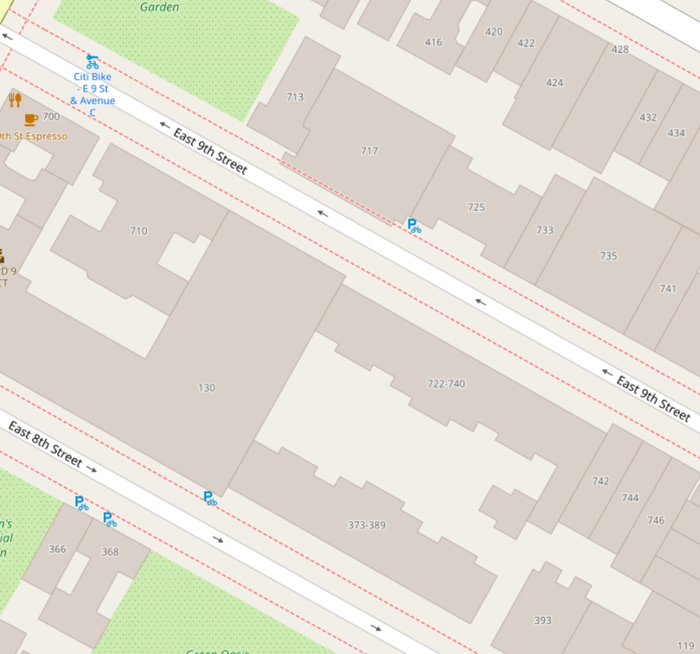 Garden
416
420
422
428
424
432
434
713
717
725
733
735
741
Citi Bike
- E 9 St
& Avenue
C
700
9th St Espresso
East 9th Street
710
East 9th Street
130
722-740
East 8th Street
742
744
746
373-389
366
368
393
119
Green Oasis